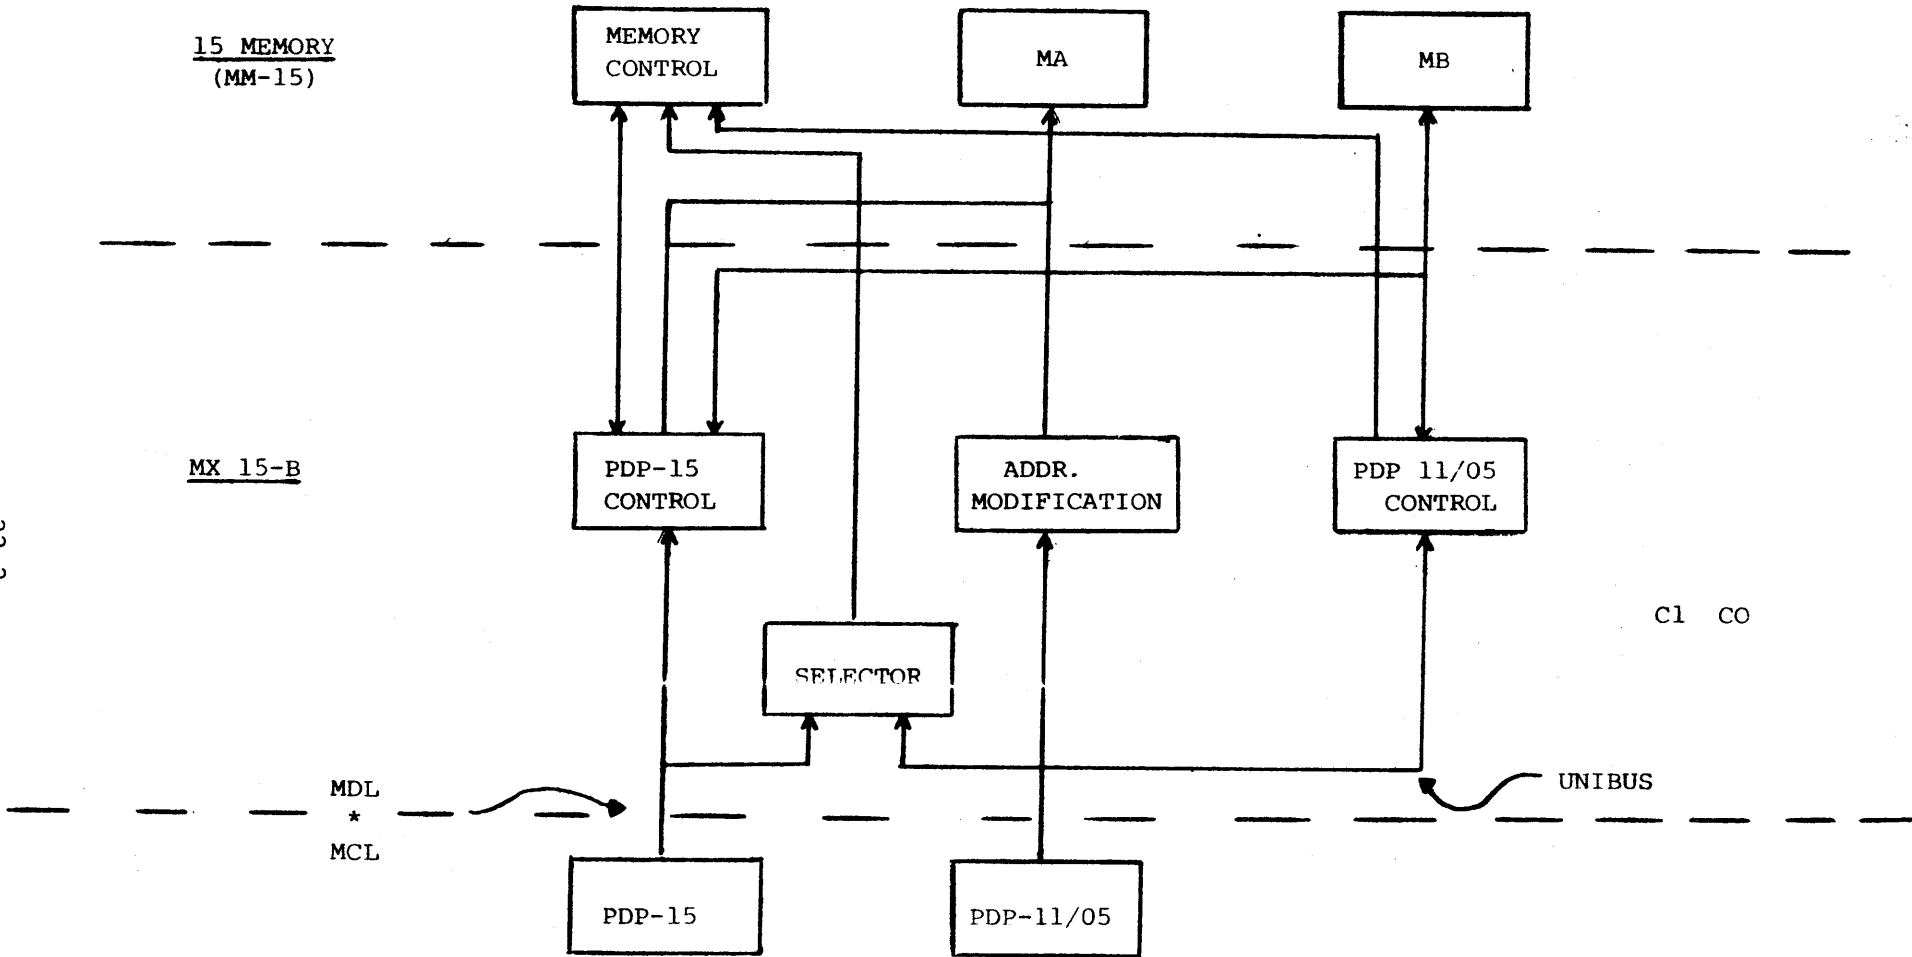 15 MEMORY
(MM-15)
MEMORY
CONTROL
MA
MB
MX 15-B
PDP-15
CONTROL
ADDR.
MODIFICATION
PDP 11/05
CONTROL
C1 CO
SELECTOR
MDL
*
MCL
UNIBUS
PDP-15
PDP-11/05